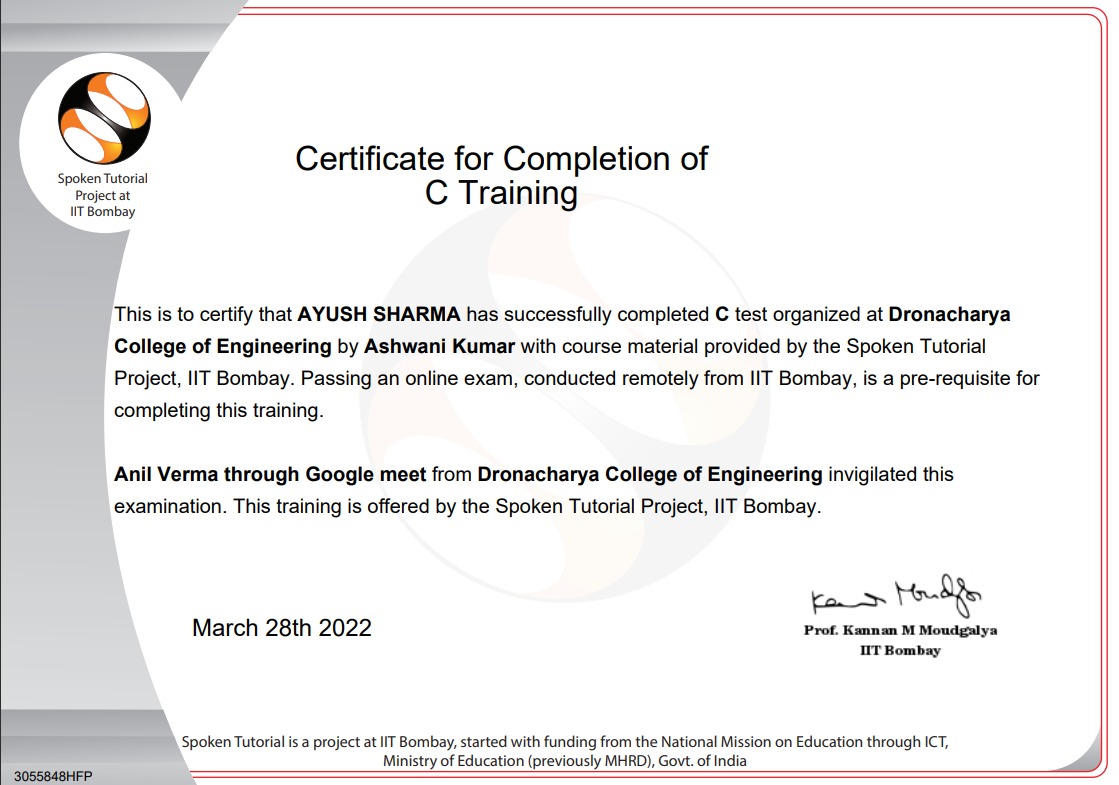 Spoken Tutorial
Project at
IIT Bombay
Certificate for Completion of
C Training
This is to certify that AYUSH SHARMA has successfully completed C test organized at Dronacharya
College of Engineering by Ashwani Kumar with course material provided by the Spoken Tutorial
Project, IIT Bombay. Passing an online exam, conducted remotely from IIT Bombay, is a pre-requisite for
completing this training.
Anil Verma through Google meet from Dronacharya College of Engineering invigilated this
examination. This training is offered by the Spoken Tutorial Project, IIT Bombay.
March 28th 2022
Prof. Kannan M Moudgalya
IIT Bombay
Spoken Tutorial is a project at IIT Bombay, started with funding from the National Mission on Education through ICT,
Ministry of Education (previously MHRD), Govt. of India
3055848HFP